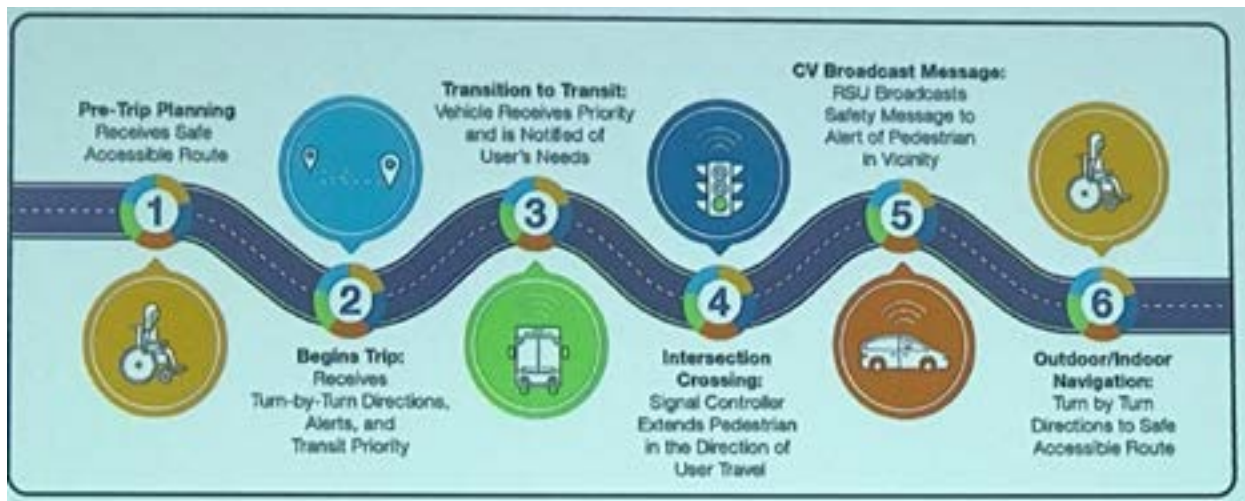 Pre-Trip Planning
Receives Safe
Accessible Route
1
2
Begins Trip:
Receives
Turn-by-Turn Directions,
Alerts, and
Transit Priority
Transition to Transit:
Vehicle Receives Priority
and is Notified of
User's Needs
3
4
Intersection
Crossing:
Signal Controller
Extends Pedestrian
in the Direction of
User Travel
CV Broadcast Message:
RSU Broadcasts
Safety Message to
Alert of Pedestrian
in Vicinity
5
6
Outdoor/Indoor
Navigation:
Turn by Turn
Directions to Safe
Accessible Route